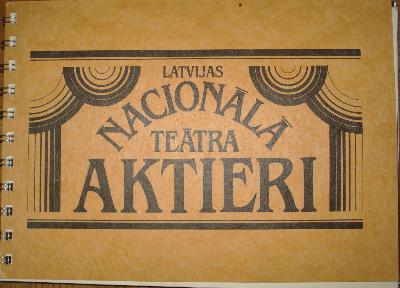 LATVIJAS
NACIONĀLĀ
TEĀTRA
AKTIERI